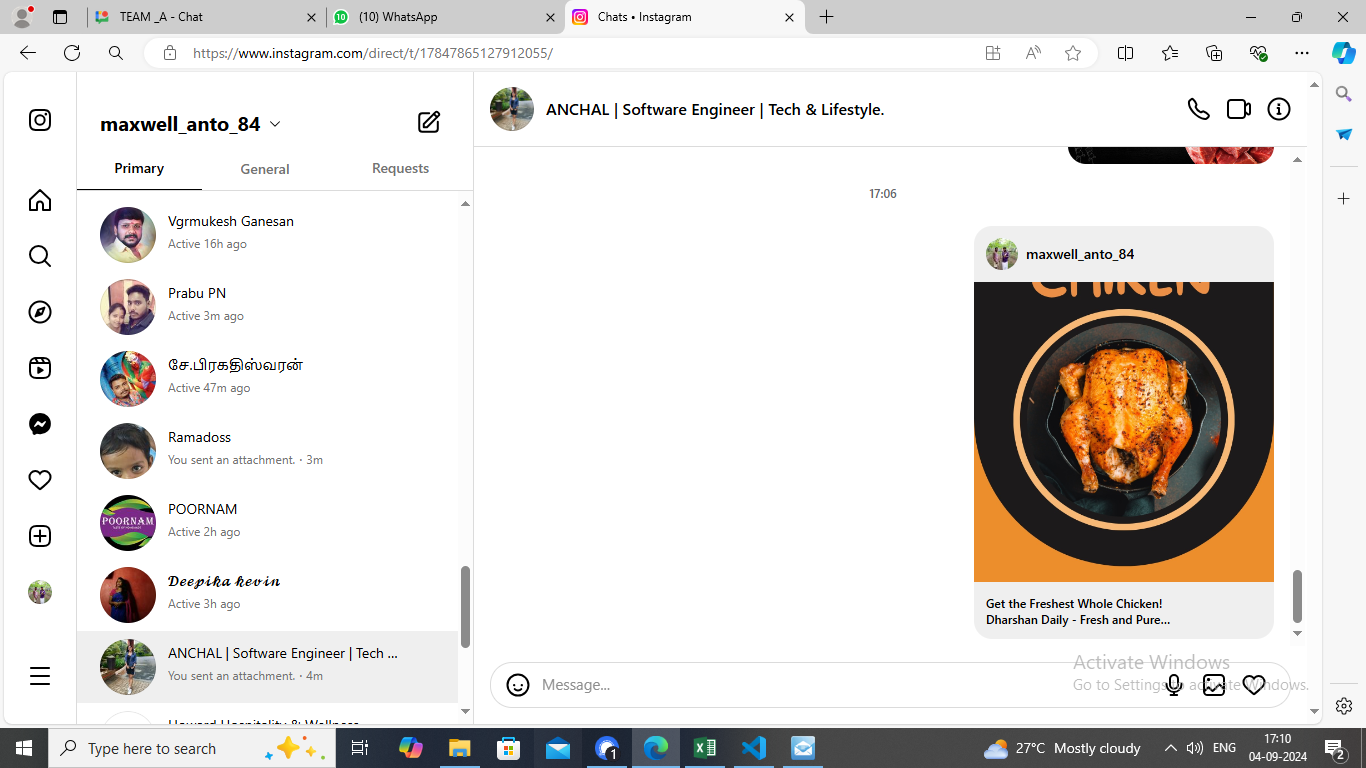 TEAM _A - Chat
(10) WhatsApp
Chats • Instagram
https://www.instagram.com/direct/t/17847865127912055/
maxwell_anto_84
Primary
General
Requests
Vgrmukesh Ganesan
Active 16h ago
Prabu PN
Active 3m ago
சே.பிரகதிஸ்வரன்
Active 47m ago
Ramadoss
You sent an attachment. · 3m
POORNAM
POORNAM
Active 2h ago
𝓓𝓮𝓮𝓹𝓲𝓴𝓪 𝓴𝓮𝓿𝓲𝓷
Active 3h ago
ANCHAL | Software Engineer | Tech ...
You sent an attachment. · 4m
ANCHAL | Software Engineer | Tech & Lifestyle.
17:06
maxwell_anto_84
Get the Freshest Whole Chicken!
Dharshan Daily - Fresh and Pure...
Message...
Activate Windows
Go to Settings to activate Windows.
Type here to search
27°C Mostly cloudy
ENG
17:10
04-09-2024
2